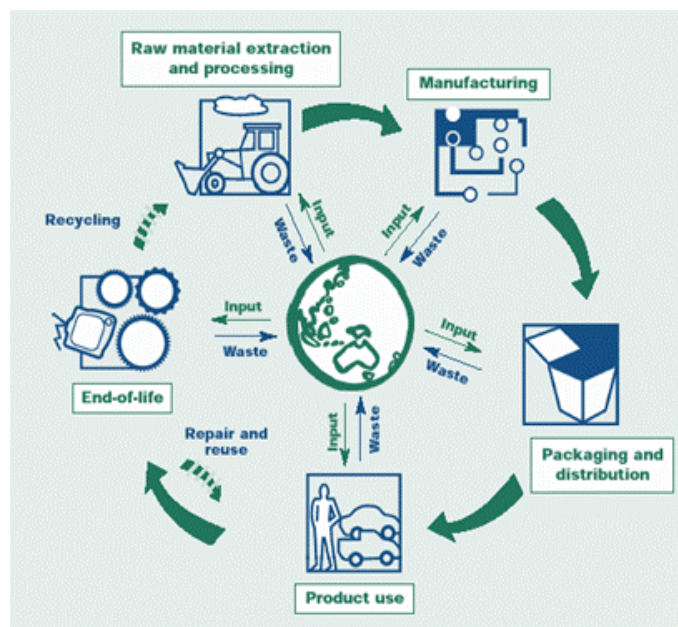 Raw material extraction
and processing
Manufacturing
Recycling
Input
Waste
Input
Waste
Input
Waste
Input
Waste
End-of-life
Repair and
reuse
Input
Waste
Packaging and
distribution
Product use